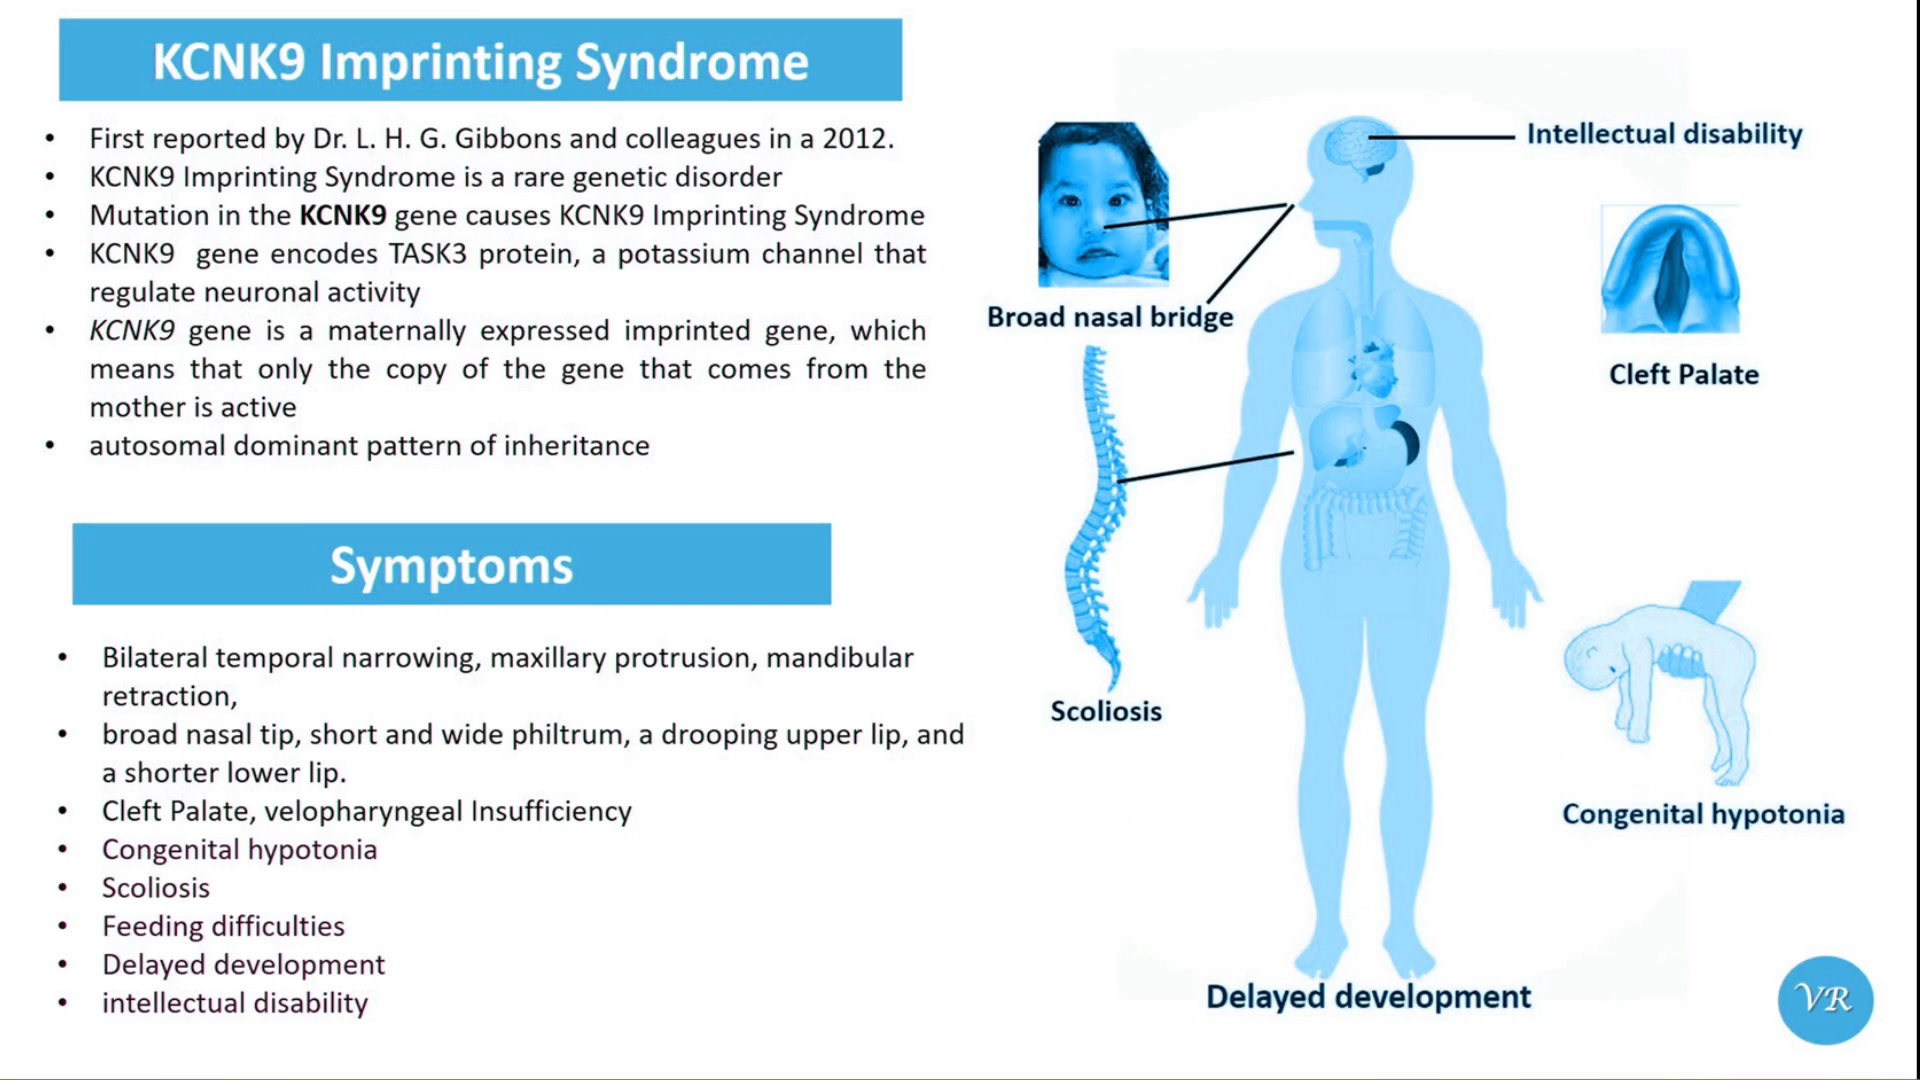 KCNK9 Imprinting Syndrome
• First reported by Dr. L. H. G. Gibbons and colleagues in a 2012.
• KCNK9 Imprinting Syndrome is a rare genetic disorder
• Mutation in the KCNK9 gene causes KCNK9 Imprinting Syndrome
• KCNK9 gene encodes TASK3 protein, a potassium channel that
regulate neuronal activity
• KCNK9 gene is a maternally expressed imprinted gene, which
means that only the copy of the gene that comes from the
mother is active
• autosomal dominant pattern of inheritance
Symptoms
• Bilateral temporal narrowing, maxillary protrusion, mandibular
retraction,
• broad nasal tip, short and wide philtrum, a drooping upper lip, and
a shorter lower lip.
• Cleft Palate, velopharyngeal Insufficiency
• Congenital hypotonia
• Scoliosis
• Feeding difficulties
• Delayed development
• intellectual disability
Intellectual disability
Broad nasal bridge
Cleft Palate
Scoliosis
Congenital hypotonia
Delayed development
VR